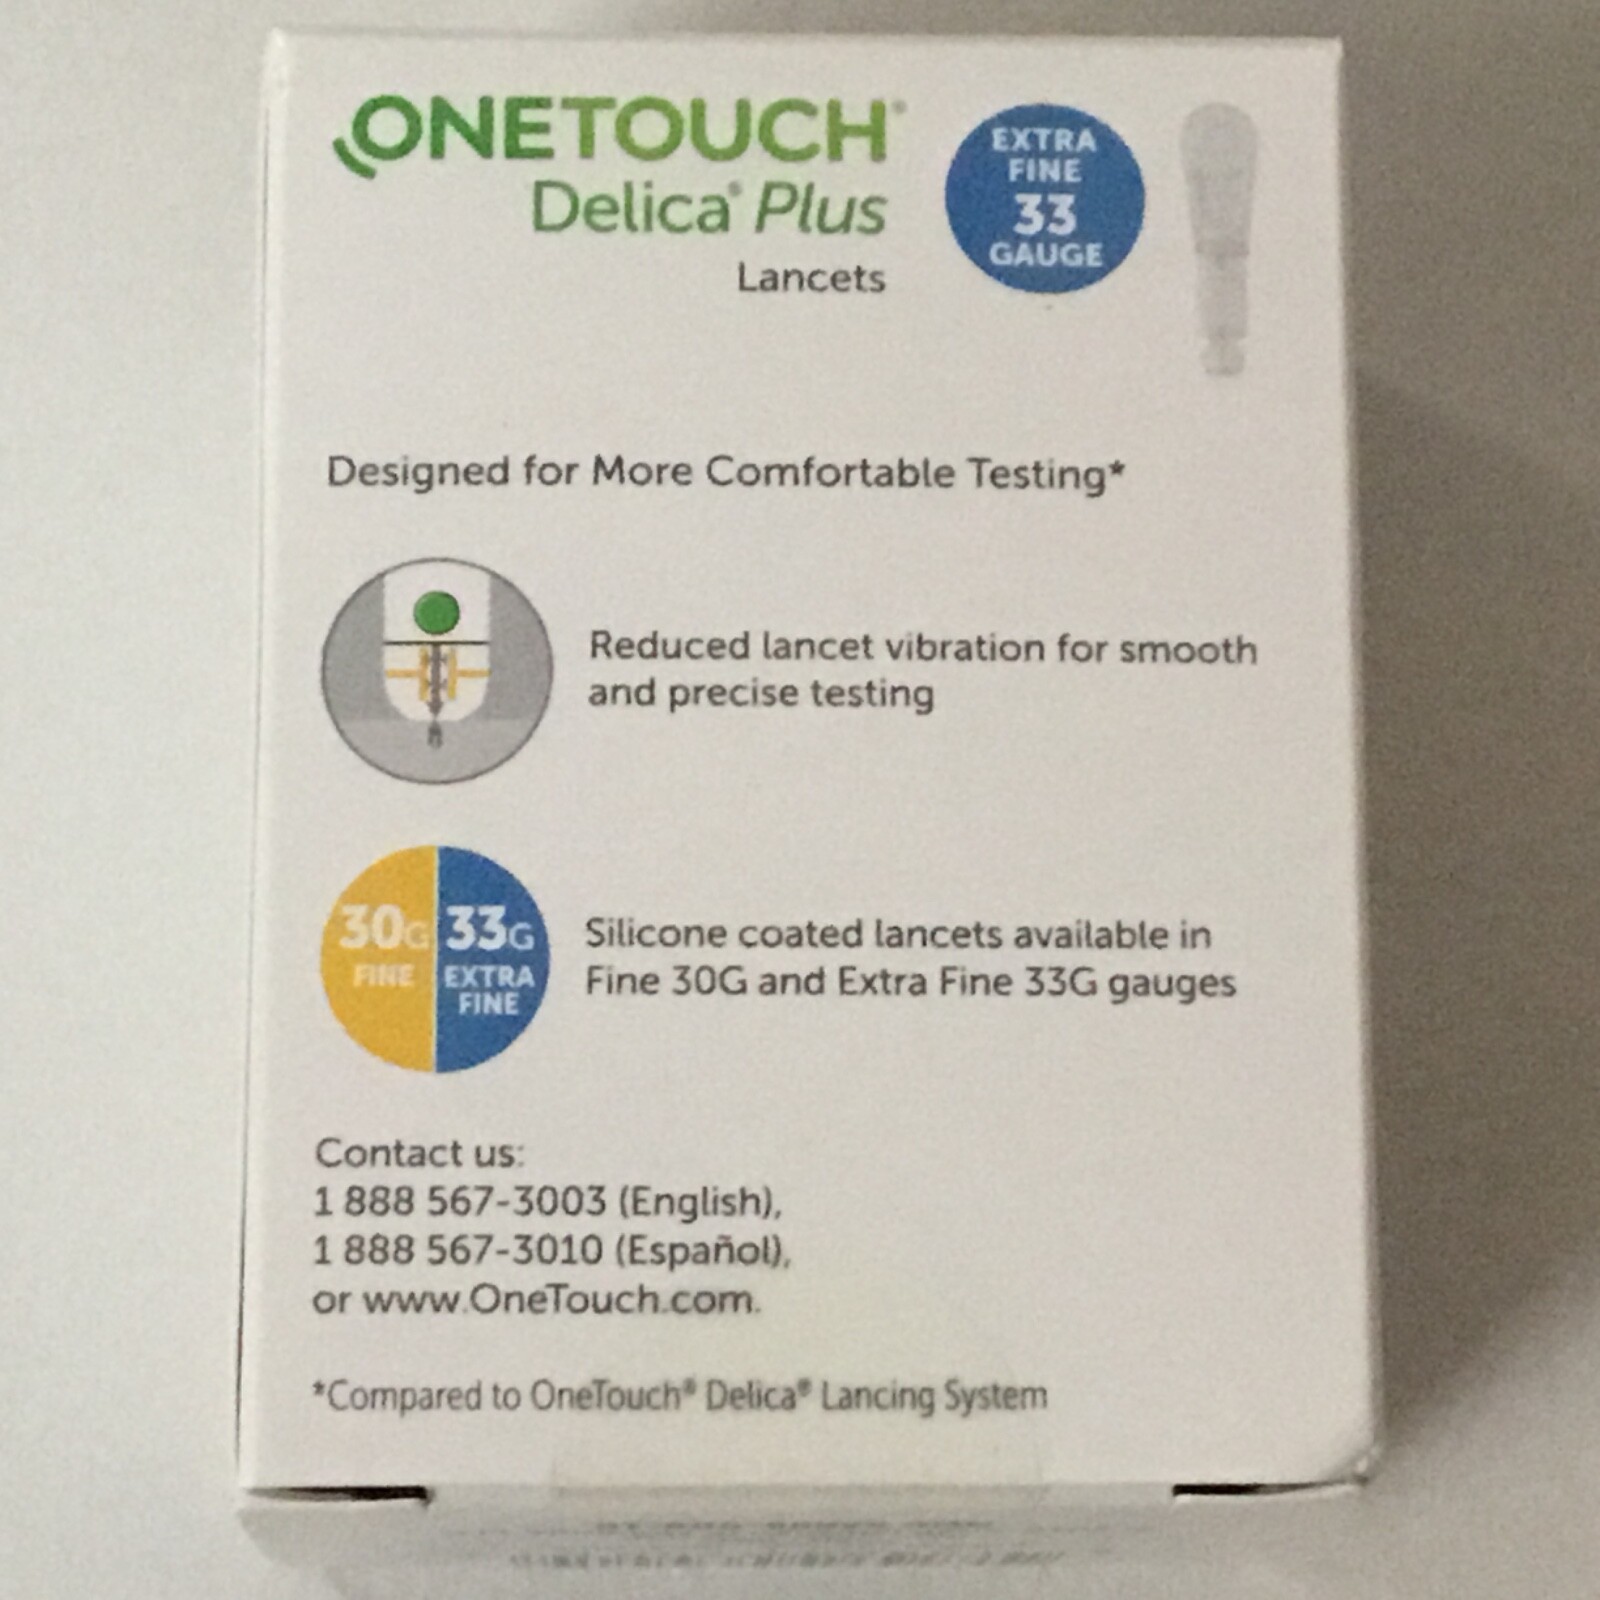 ONETOUCH®
Delica® Plus
Lancets
EXTRA
FINE
33
GAUGE
Designed for More Comfortable Testing*
Reduced lancet vibration for smooth
and precise testing
30G
FINE
33G
EXTRA
FINE
Silicone coated lancets available in
Fine 30G and Extra Fine 33G gauges
Contact us:
1 888 567-3003 (English),
1 888 567-3010 (Español),
or www.OneTouch.com.
*Compared to OneTouch® Delica® Lancing System